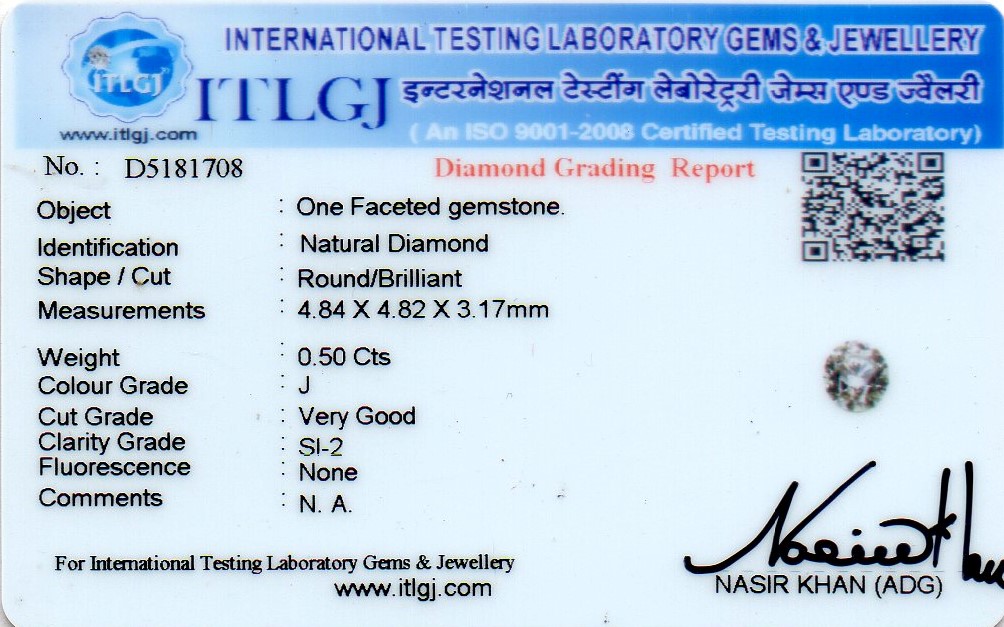 INTERNATIONAL TESTING LABORATORY GEMS & JEWELLERY
ITLGJ
ITLGJ इन्टरनेशनल टेस्टींग लेबोरेट्ररी जेम्स एण्ड ज्वैलरी
www.itlgj.com (An ISO 9001-2008 Certified Testing Laboratory)
No. : D5181708 Diamond Grading Report
Object : One Faceted gemstone.
Identification : Natural Diamond
Shape / Cut : Round/Brilliant
Measurements : 4.84 X 4.82 X 3.17mm
Weight : 0.50 Cts
Colour Grade : J
Cut Grade : Very Good
Clarity Grade : SI-2
Fluorescence : None
Comments : N. A.
For International Testing Laboratory Gems & Jewellery
www.itlgj.com
NASIR KHAN (ADG)